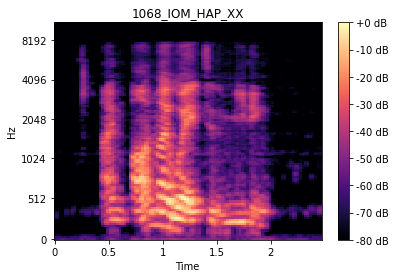 1068_IOM_HAP_XX
Hz
8192
4096
2048
1024
512
0
0
0.5
1
1.5
2
Time
+0 dB
-10 dB
-20 dB
-30 dB
-40 dB
-50 dB
-60 dB
-70 dB
-80 dB